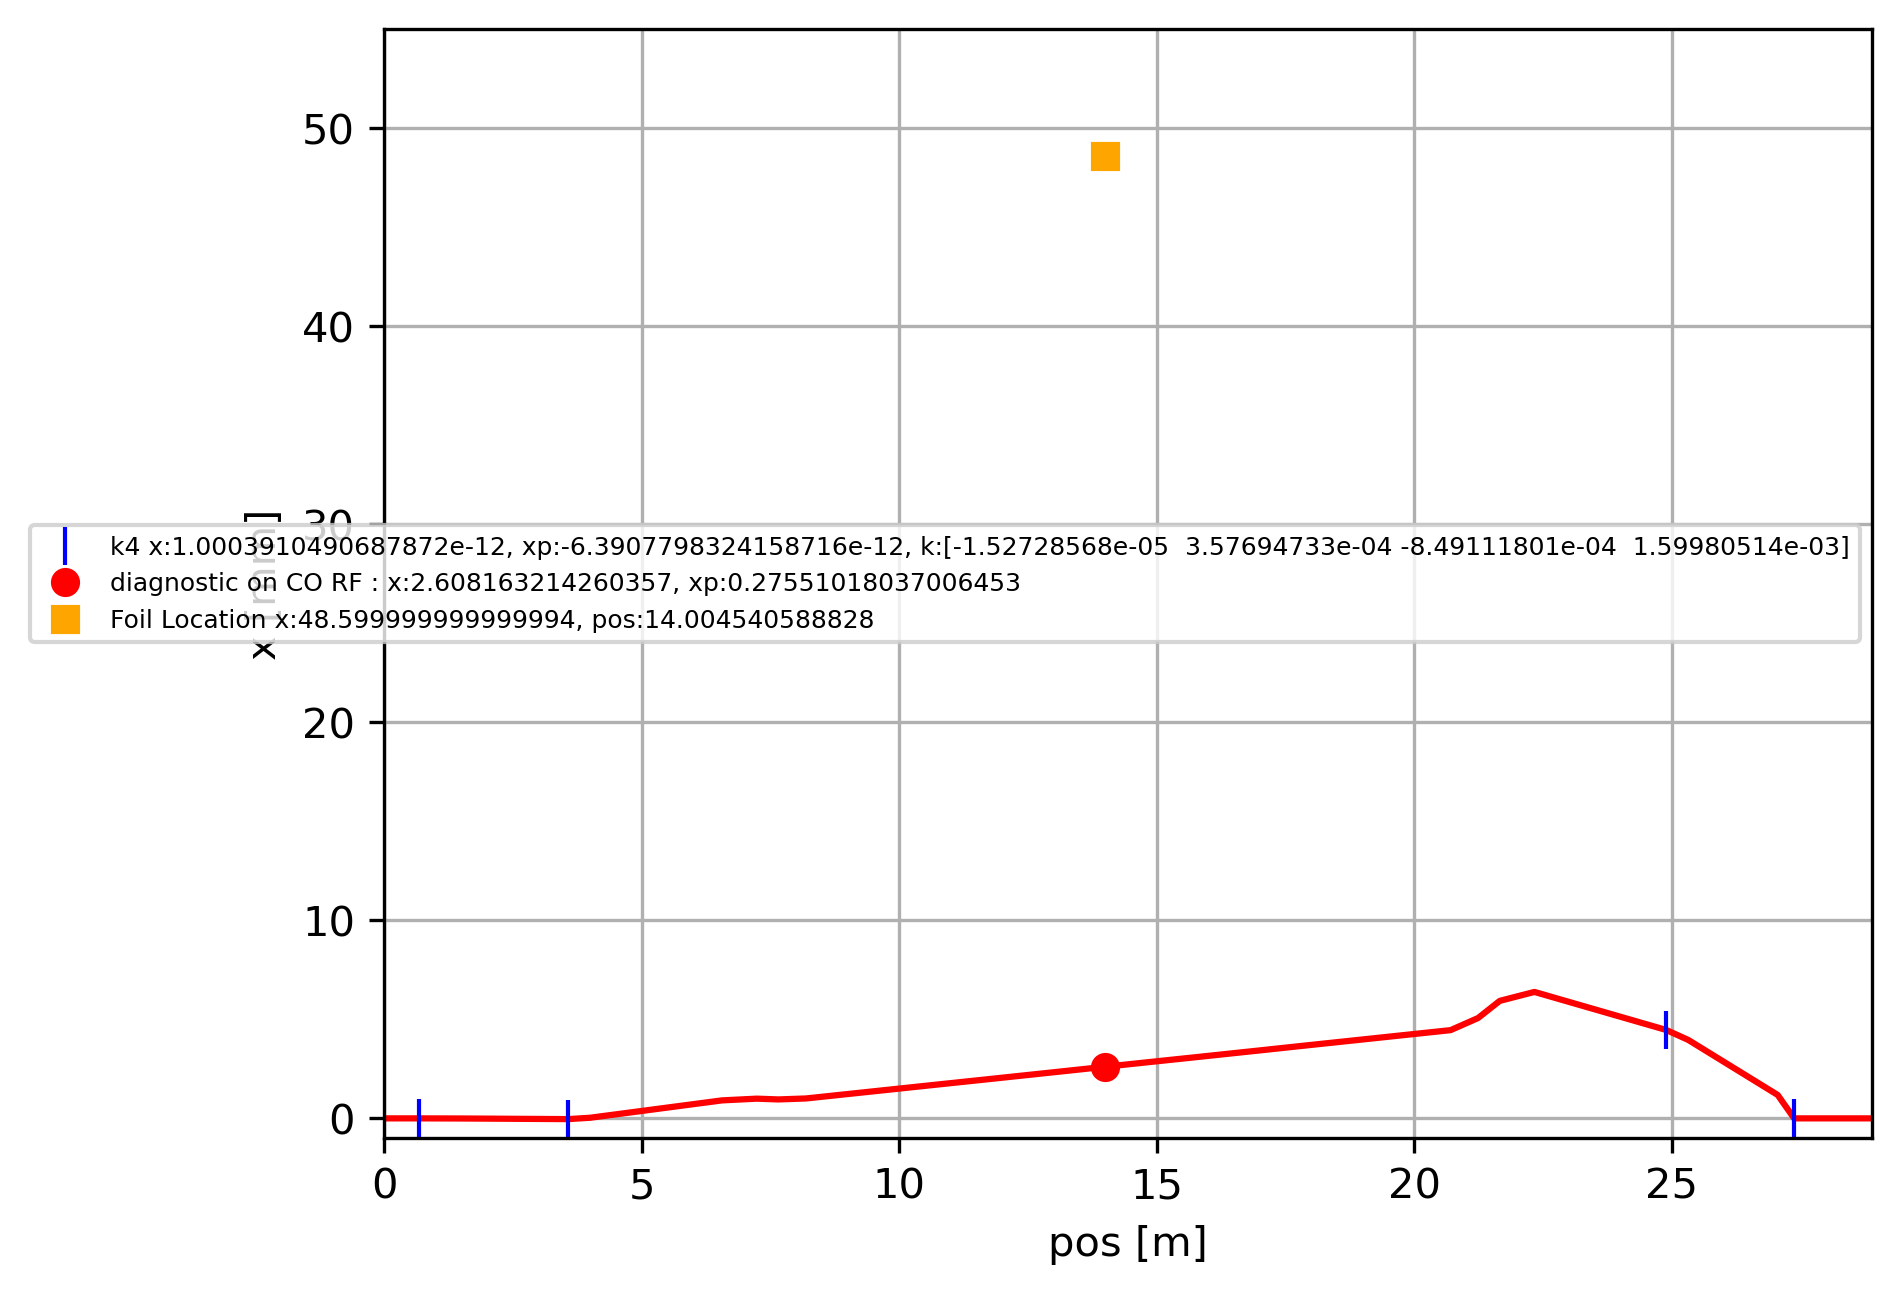 50
40
30
k4 x:1.0003910490687872e-12, xp:-6.3907798324158716e-12, k:[-1.52728568e-05  3.57694733e-04 -8.49111801e-04  1.59980514e-03]
diagnostic on CO RF : x:2.608163214260357, xp:0.27551018037006453
Foil Location x:48.599999999999994, pos:14.004540588828
x [mm]
20
10
0
0 5 10 15 20 25
pos [m]